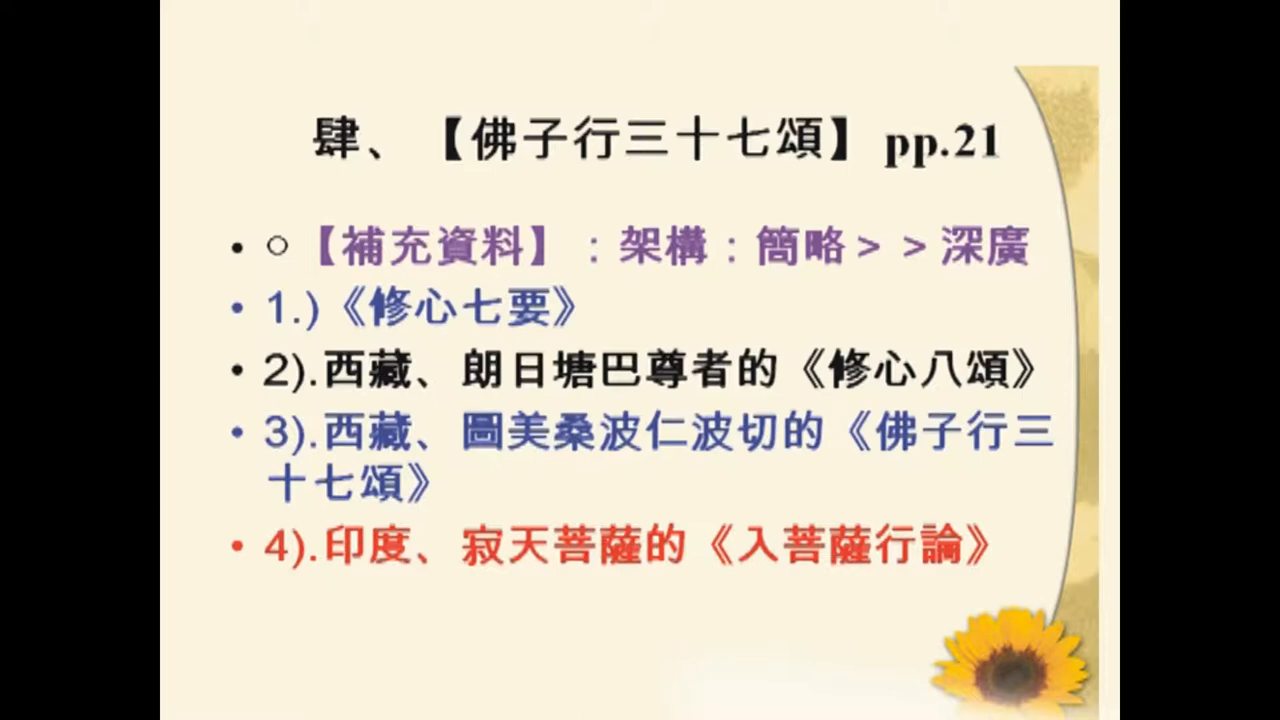 肆、【佛子行三十七頌】pp.21
• ○【補充資料】：架構：簡略＞＞深廣
• 1.)《修心七要》
• 2).西藏、朗日塘巴尊者的《修心八頌》
• 3).西藏、圖美桑波仁波切的《佛子行三
十七頌》
• 4).印度、寂天菩薩的《入菩薩行論》